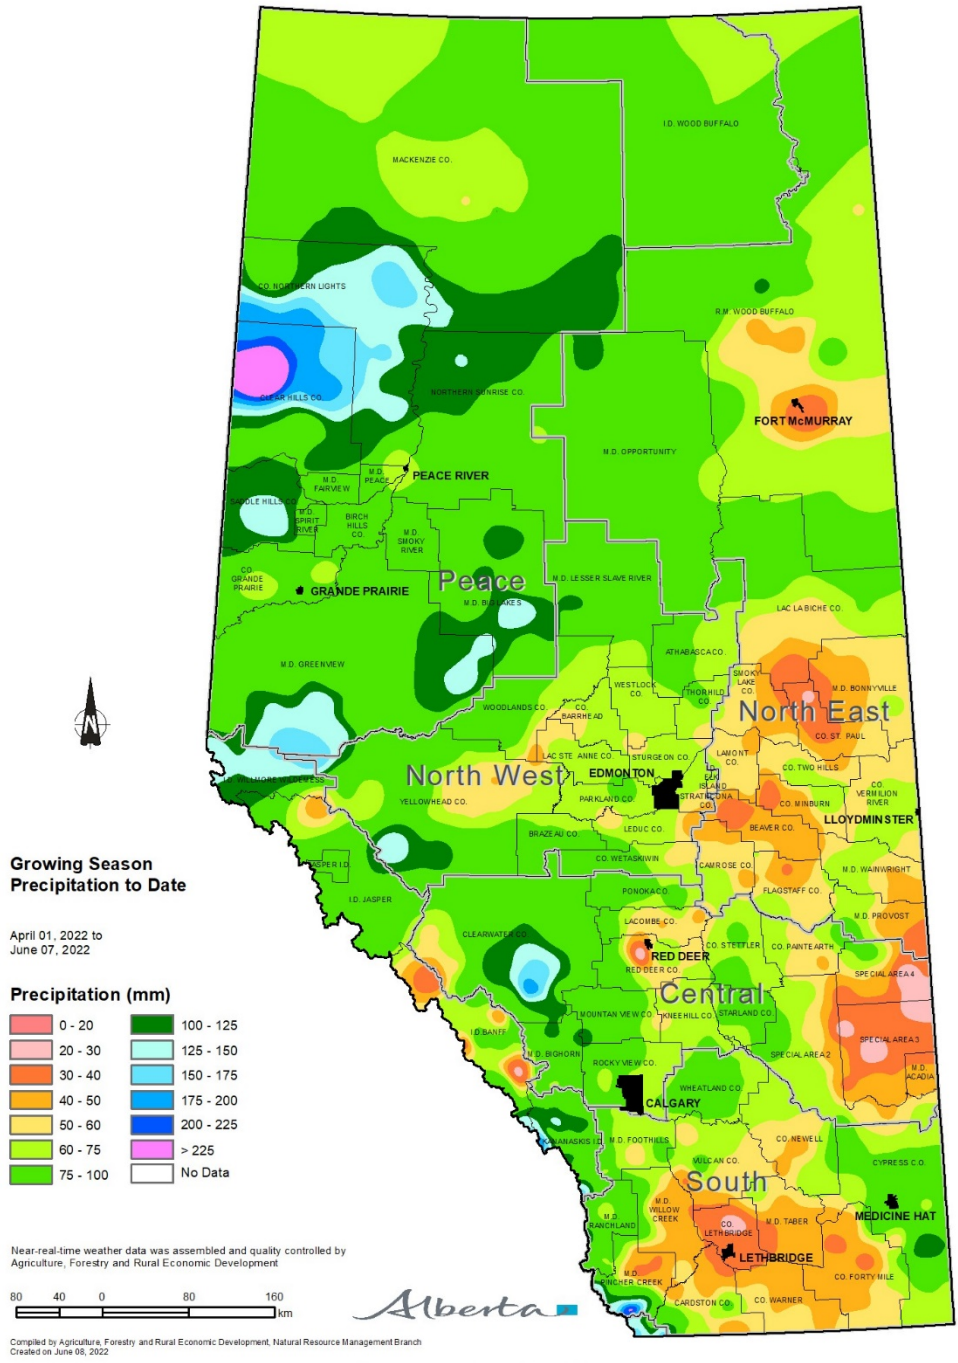 I.D. WOOD BUFFALO
MACKENZIE CO.
CO. NORTHERN LIGHTS
R.M. WOOD BUFFALO
CLEAR HILLS CO.
NORTHERN SUNRISE CO.
FORT McMURRAY
M.D. OPPORTUNITY
M.D.
PEACE
PEACE RIVER
M.D.
FAIRVIEW
SADDLE HILLS CO.
M.D.
SPIRIT
RIVER
BIRCH
HILLS
CO.
M.D.
SMOKY
RIVER
CO.
GRANDE
PRAIRIE
GRANDE PRAIRIE
Peace
M.D. BIG LAKES
M.D. LESSER SLAVE RIVER
LAC LA BICHE CO.
M.D. GREENVIEW
ATHABASCA CO.
WOODLANDS CO.
WESTLOCK
CO.
CO.
BARRHEAD
THORHILD
CO.
SMOKY
LAKE
CO.
M.D. BONNYVILLE
North East
CO. ST. PAUL
North West
LAC STE ANNE CO.
STURGEON CO.
LAMONT
CO.
CO. TWO HILLS
EDMONTON
ELK
ISLAND
I.D. WILLMORE WILDERNESS
YELLOWHEAD CO.
PARKLAND CO.
STRATHCONA
CO.
CO. MINBURN
CO.
VERMILION
RIVER
LLOYDMINSTER
BRAZEAU CO.
LEDUC CO.
BEAVER CO.
JASPER I.D.
CO. WETASKIWIN
CAMROSE CO.
M.D. WAINWRIGHT
I.D. JASPER
PONOKA CO.
FLAGSTAFF CO.
CLEARWATER CO.
LACOMBE CO.
M.D. PROVOST
RED DEER
RED DEER CO.
CO. STETTLER
CO. PAINTEARTH
SPECIAL AREA 4
Central
MOUNTAN VIEW CO.
KNEEHILL CO.
STARLAND CO.
I.D. BANFF
M.D. BIGHORN
ROCKY VIEW CO.
SPECIAL AREA 2
SPECIAL AREA 3
M.D.
ACADIA
CALGARY
WHEATLAND CO.
KANANASKIS I.D.
M.D. FOOTHILLS
CO. NEWELL
VULCAN CO.
CYPRESS C.O.
South
M.D.
RANCHLAND
M.D.
WILLOW
CREEK
CO.
LETHBRIDGE
M.D. TABER
MEDICINE HAT
LETHBRIDGE
M.D.
PINCHER CREEK
CARDSTON CO.
CO. WARNER
CO. FORTY MILE
N
Growing Season
Precipitation to Date
April 01, 2022 to
June 07, 2022
Precipitation (mm)
0 - 20
20 - 30
30 - 40
40 - 50
50 - 60
60 - 75
75 - 100
100 - 125
125 - 150
150 - 175
175 - 200
200 - 225
> 225
No Data
Near-real-time weather data was assembled and quality controlled by
Agriculture, Forestry and Rural Economic Development
80 40 0 80 160
km
Alberta
Compiled by Agriculture, Forestry and Rural Economic Development, Natural Resource Management Branch
Created on June 08, 2022